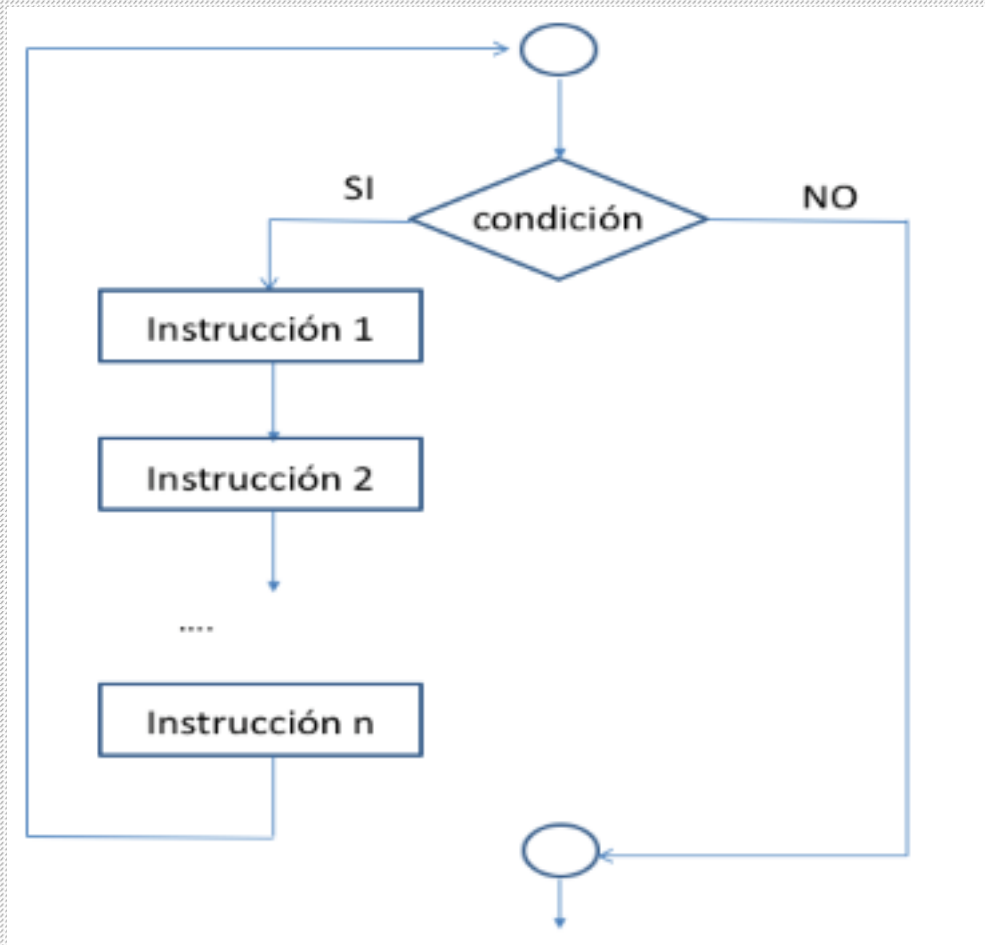 SI
NO
condición
Instrucción 1
Instrucción 2
....
Instrucción n